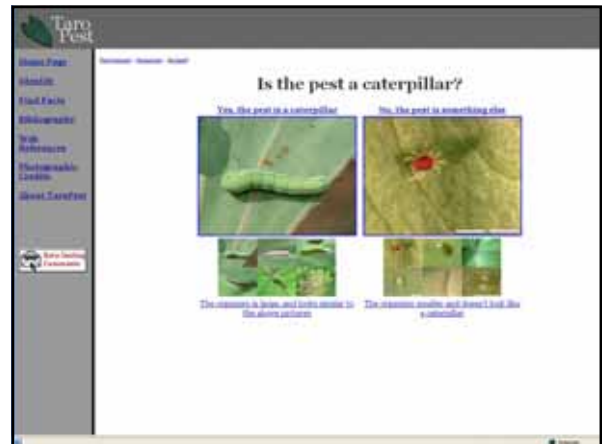 Taro
Pest
Home Page
Identify
Find Facts
Bibliography
Web
References
Photographic
Credits
About TaroPest
Is the pest a caterpillar?
Yes, the pest is a caterpillar
No, the pest is something else
The organism is large, and looks similar to
the above pictures
The organism smaller and doesn't look like
a caterpillar